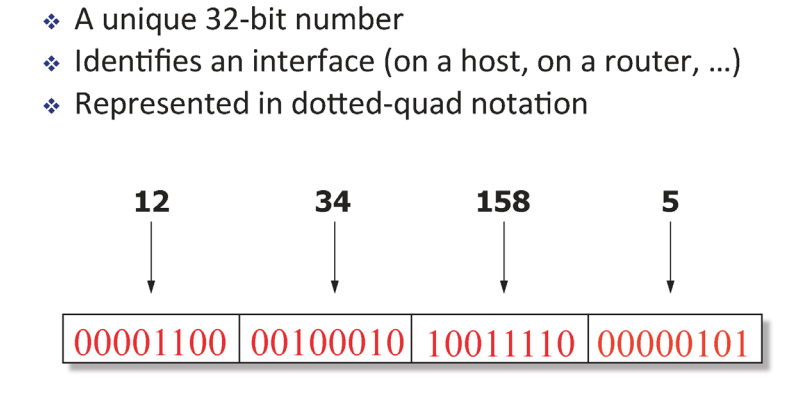 ❖ A unique 32-bit number
❖ Identifies an interface (on a host, on a router, …)
❖ Represented in dotted-quad notation
12 34 158 5
00001100 00100010 10011110 00000101